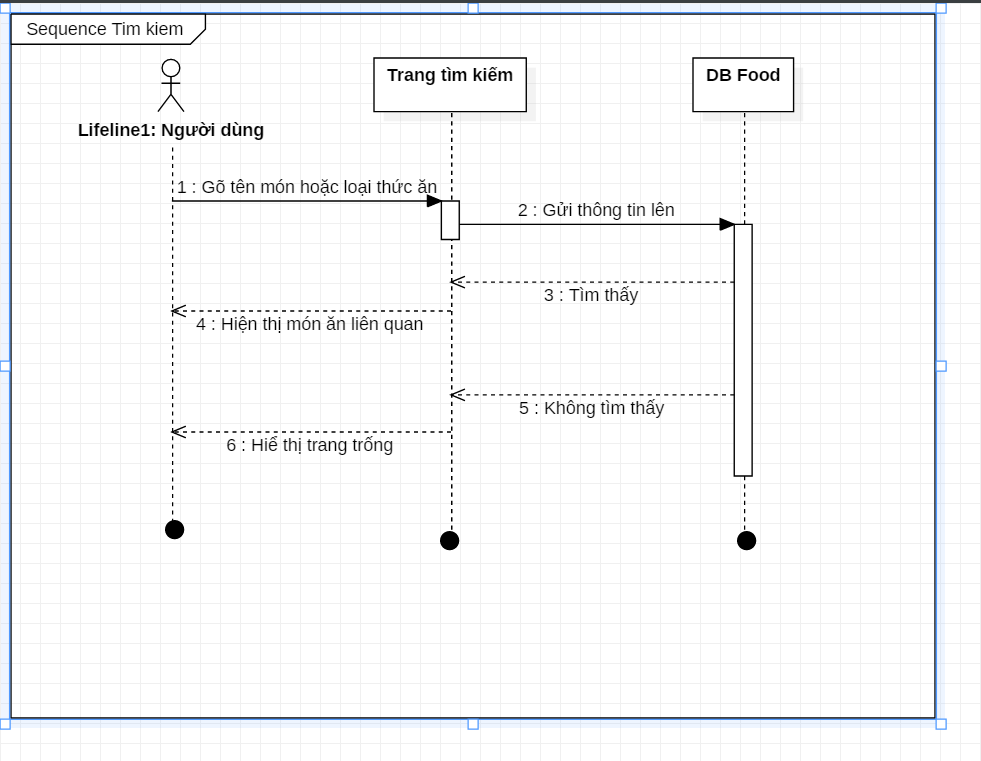 Sequence Tim kiem
Trang tìm kiếm
DB Food
Lifeline1: Người dùng
1 : Gõ tên món hoặc loại thức ăn
2 : Gửi thông tin lên
3 : Tìm thấy
4 : Hiện thị món ăn liên quan
5 : Không tìm thấy
6 : Hiể thị trang trống